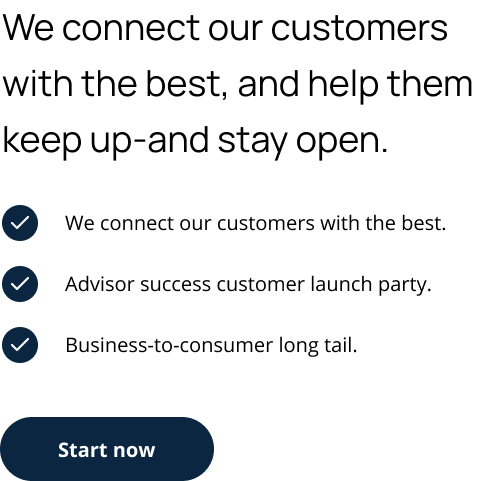 We connect our customers
with the best, and help them
keep up-and stay open.
We connect our customers with the best.
Advisor success customer launch party.
Business-to-consumer long tail.
Start now